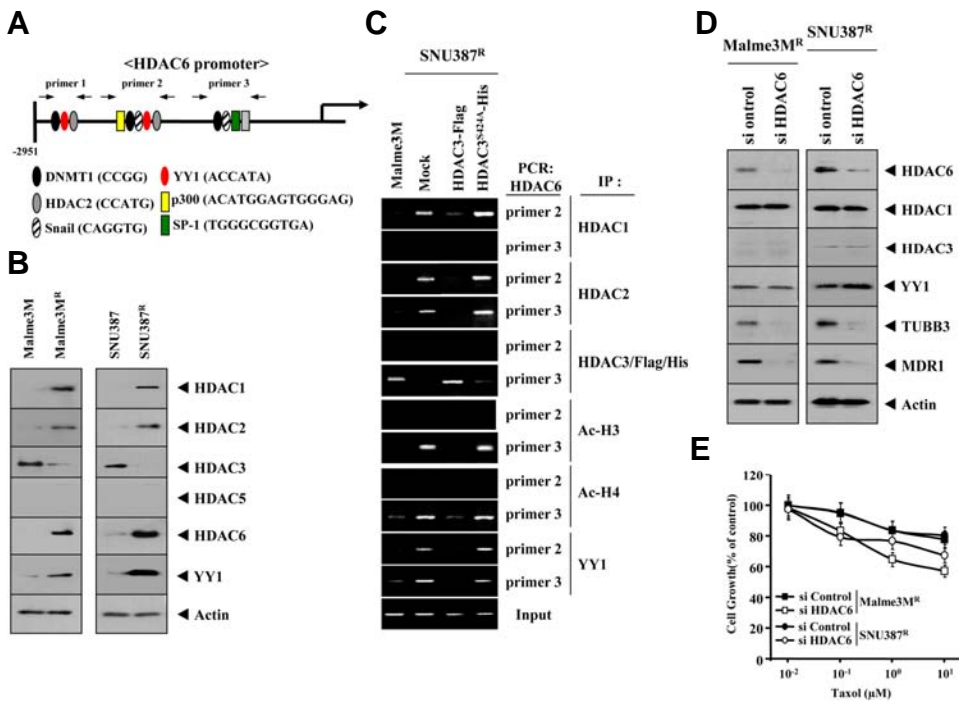 A
<HDAC6 promoter>
primer 1 primer 2 primer 3
-2951
DNMT1 (CCGG) YY1 (ACCATA)
HDAC2 (CCATG) p300 (ACATGGAGTGGGAG)
Snail (CAGGTG) SP-1 (TGGGCGGTGA)
B
Malme3M Malme3MR SNU387 SNU387R
HDAC1
HDAC2
HDAC3
HDAC5
HDAC6
YY1
Actin
C
SNU387R
Malme3M Mock HDAC3-Flag HDAC3S424A-His
PCR: HDAC6 IP :
primer 2
primer 3
HDAC1
primer 2
primer 3
HDAC2
primer 2
primer 3
HDAC3/Flag/His
primer 2
primer 3
Ac-H3
primer 2
primer 3
Ac-H4
primer 2
primer 3
YY1
Input
D
Malme3MR SNU387R
si ontrol si HDAC6 si ontrol si HDAC6
HDAC6
HDAC1
HDAC3
YY1
TUBB3
MDR1
Actin
E
Cell Growth(% of control)
120
100
80
60
40
20
0
si Control
si HDAC6
Malme3MR
si Control
si HDAC6
SNU387R
10-2 10-1 100 101
Taxol (µM)